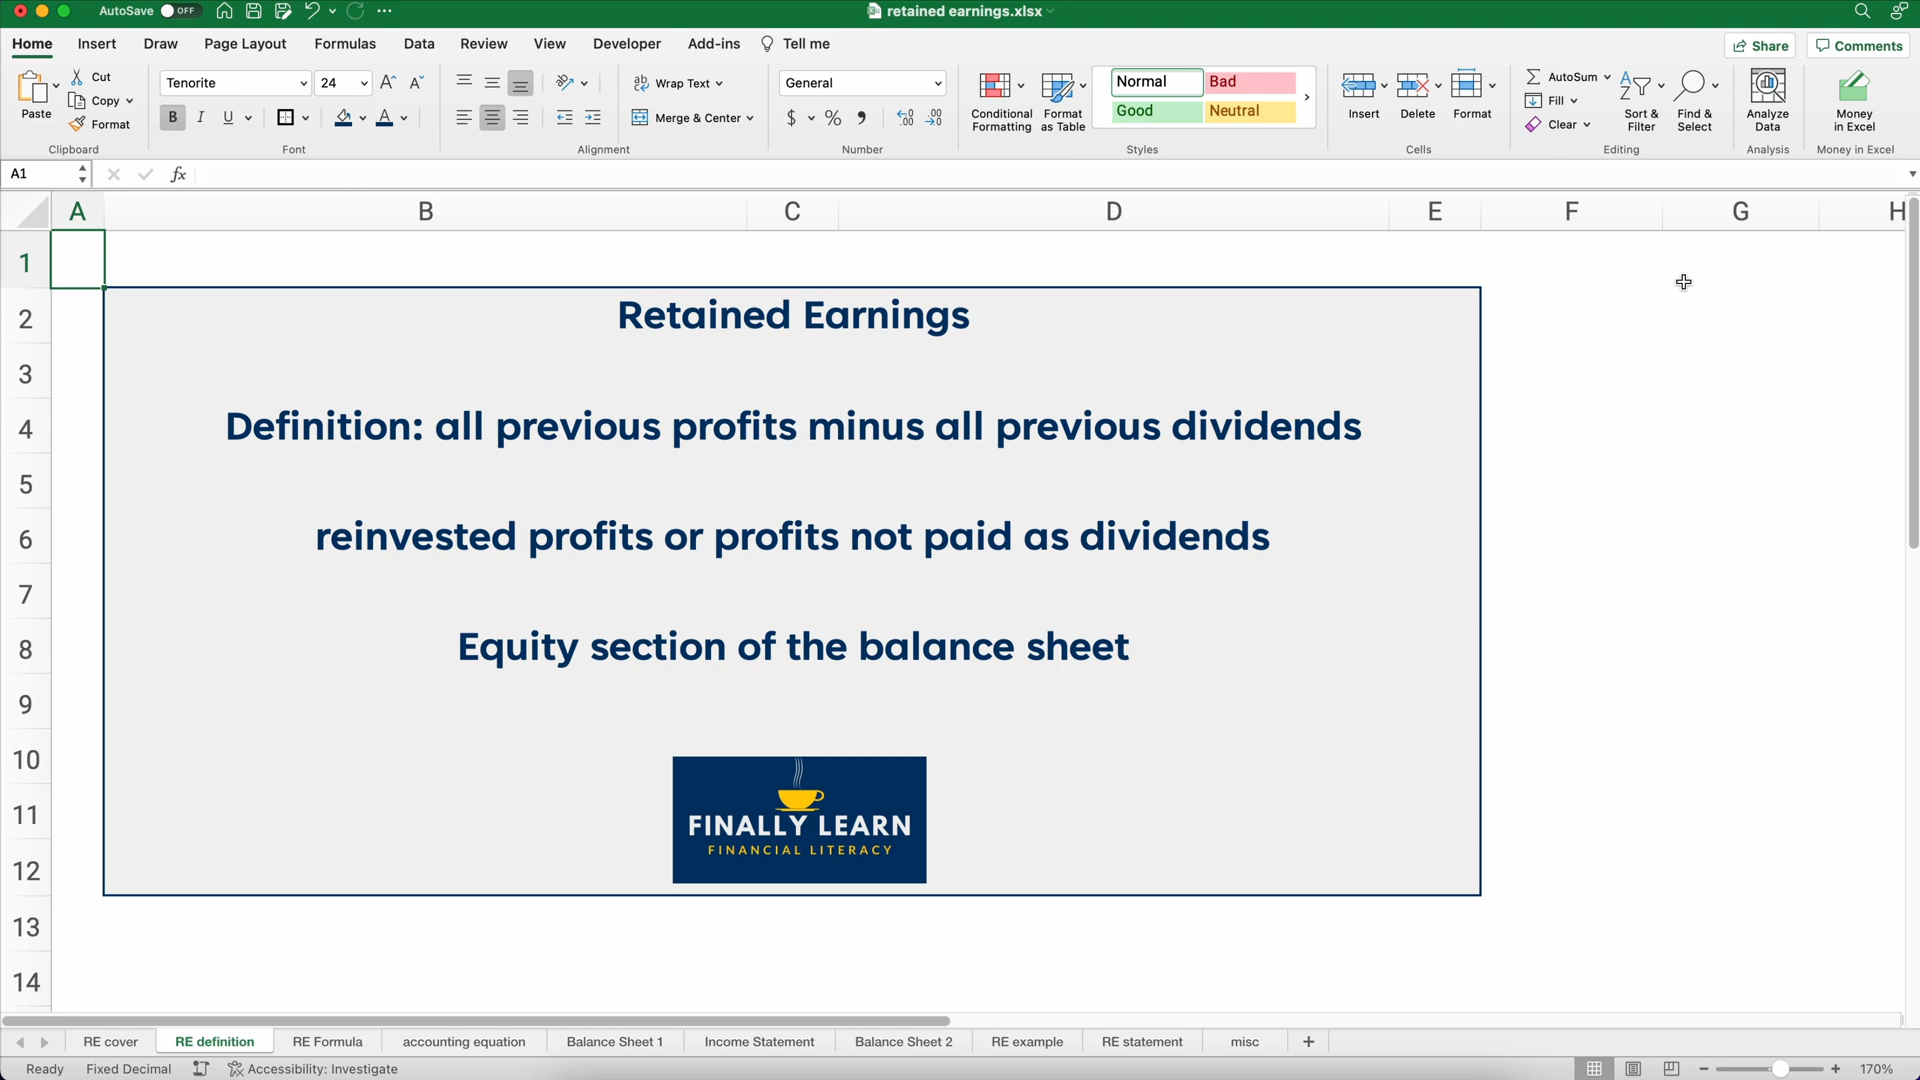 AutoSave OFF
retained earnings.xlsx
Home Insert Draw Page Layout Formulas Data Review View Developer Add-ins Tell me Share Comments
Paste Cut Copy Format Clipboard
Tenorite 24 B I U Font
Wrap Text Merge & Center Alignment
General $ % Number
Conditional Formatting Format as Table Normal Bad Good Neutral Styles
Insert Delete Format Cells
AutoSum Fill Clear Sort & Filter Find & Select Editing
Analyze Data Analysis
Money in Excel Money in Excel
A1 fx
A B C D E F G H
1
2 Retained Earnings
3
4 Definition: all previous profits minus all previous dividends
5
6 reinvested profits or profits not paid as dividends
7
8 Equity section of the balance sheet
9
10
11 FINALLY LEARN
FINANCIAL LITERACY
12
13
14
RE cover RE definition RE Formula accounting equation Balance Sheet 1 Income Statement Balance Sheet 2 RE example RE statement misc +
Ready Fixed Decimal Accessibility: Investigate 170%